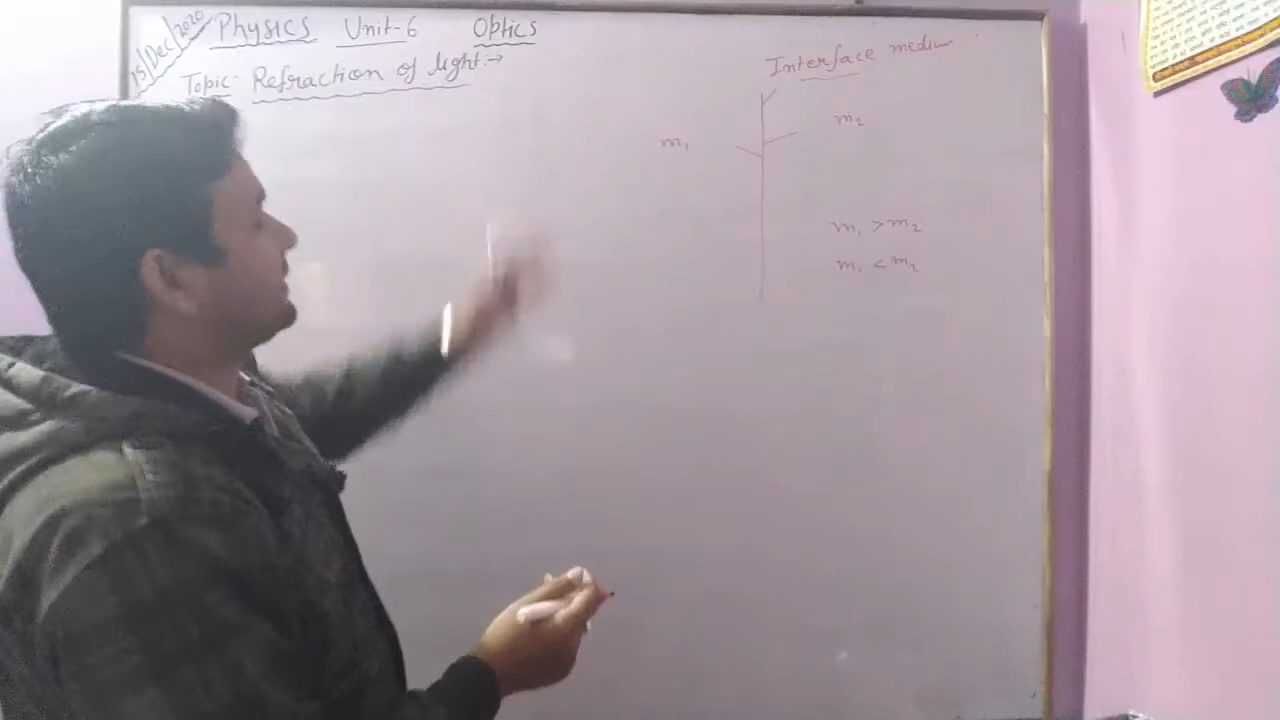 15/Dec/2020
Physics Unit-6 Optics
Topic: Refraction of light:→
Interface medium
m₁
m₂
m₁ > m₂
m₁ < m₂